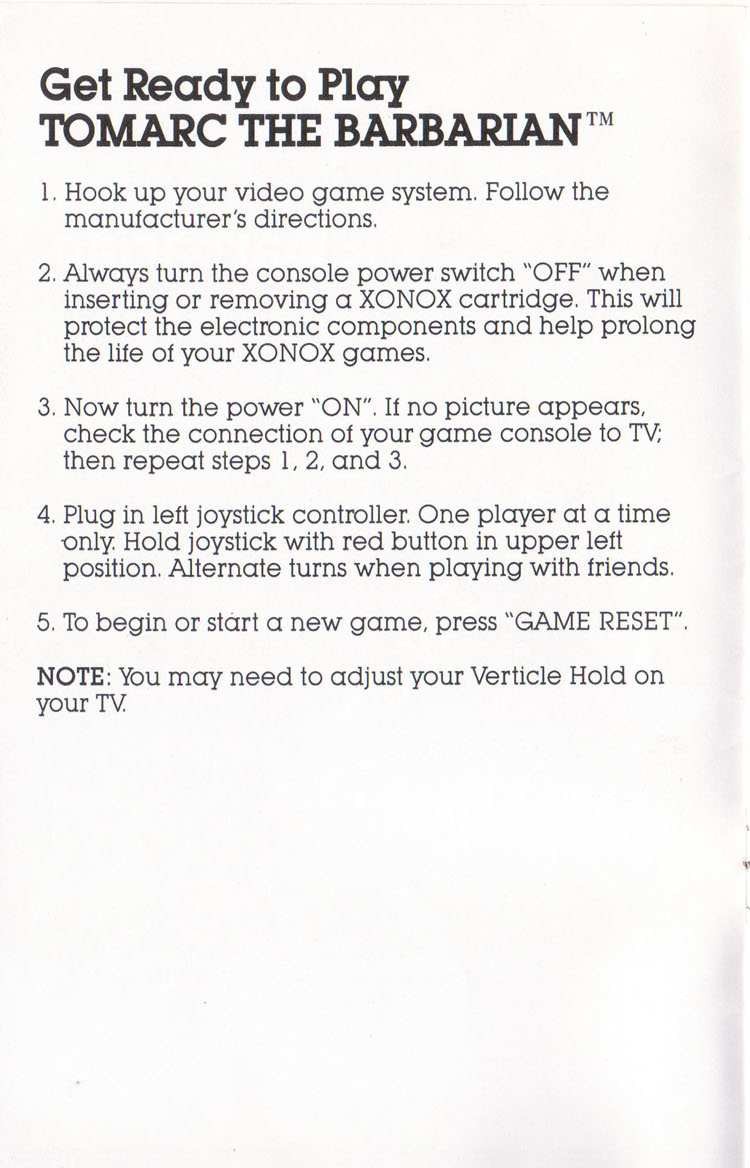 Get Ready to Play
TOMARC THE BARBARIAN™
1. Hook up your video game system. Follow the
manufacturer's directions.
2. Always turn the console power switch "OFF" when
inserting or removing a XONOX cartridge. This will
protect the electronic components and help prolong
the life of your XONOX games.
3. Now turn the power "ON". If no picture appears,
check the connection of your game console to TV;
then repeat steps 1, 2, and 3.
4. Plug in left joystick controller. One player at a time
only. Hold joystick with red button in upper left
position. Alternate turns when playing with friends.
5. To begin or start a new game, press "GAME RESET".
NOTE: You may need to adjust your Verticle Hold on
your TV.